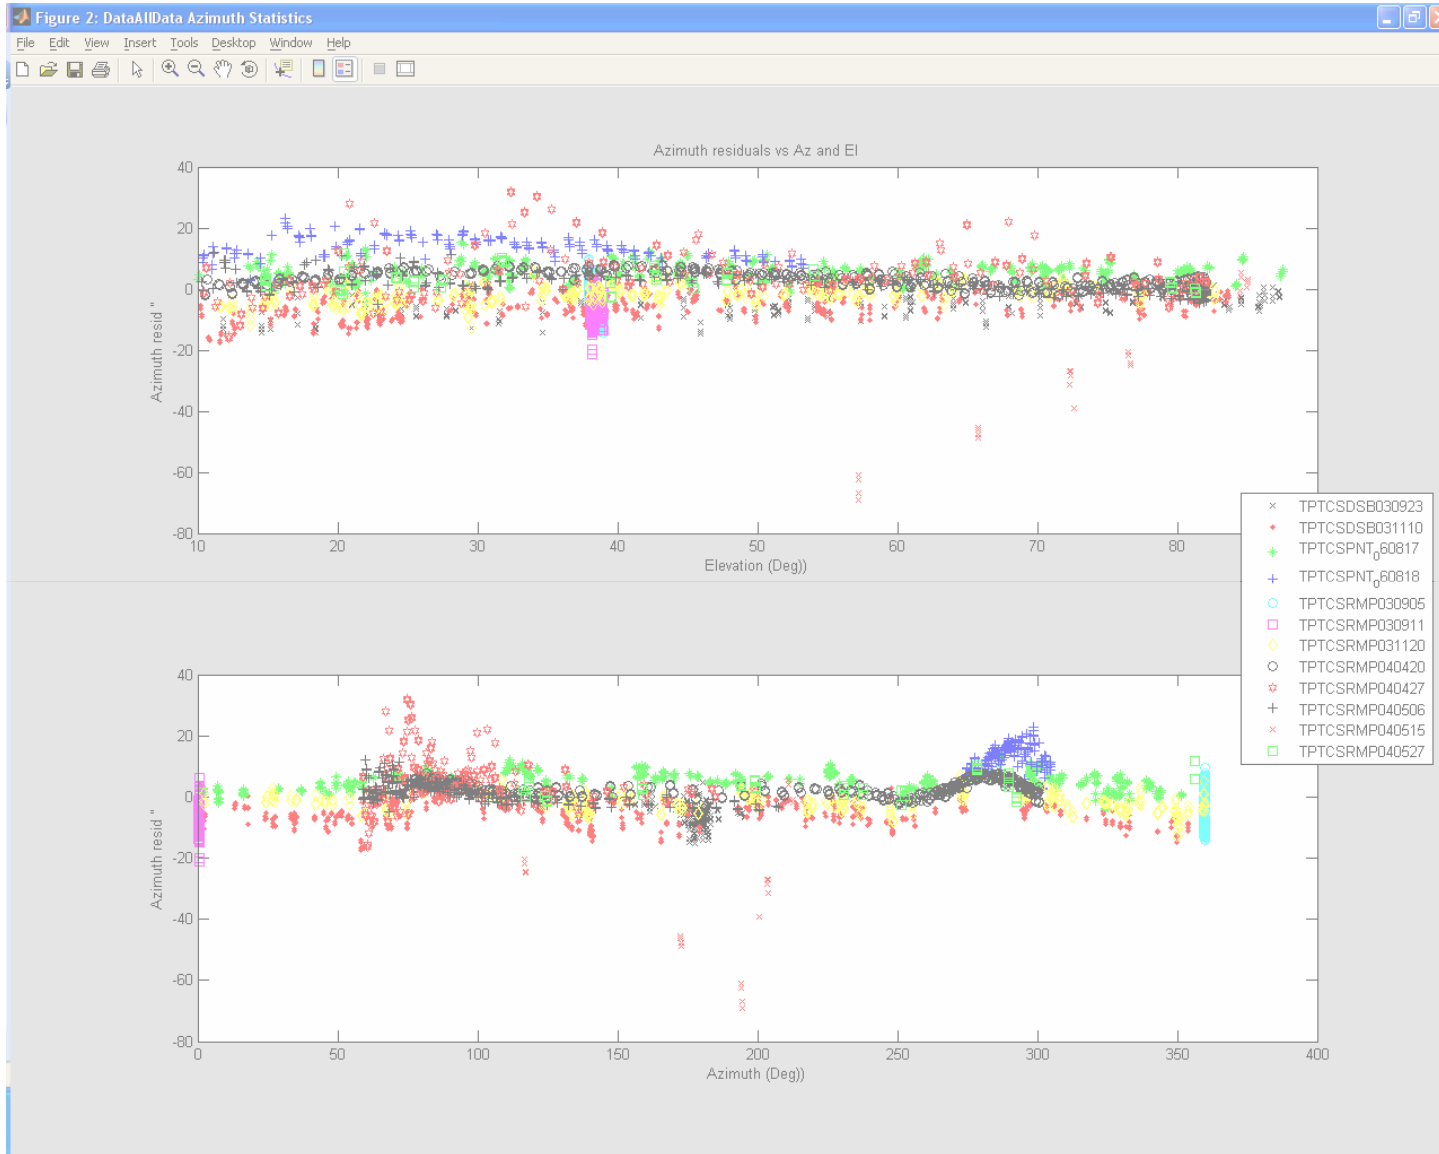 Figure 2: DataAllData Azimuth Statistics
File Edit View Insert Tools Desktop Window Help
Azimuth residuals vs Az and El
40
20
0
-20
-40
-60
-80
Azimuth resid "
10 20 30 40 50 60 70 80
Elevation (Deg))
TPTCSDSB030923
TPTCSDSB031110
TPTCSPNT060817
TPTCSPNT060818
TPTCSRMP030905
TPTCSRMP030911
TPTCSRMP031120
TPTCSRMP040420
TPTCSRMP040427
TPTCSRMP040506
TPTCSRMP040515
TPTCSRMP040527
40
20
0
-20
-40
-60
-80
Azimuth resid "
0 50 100 150 200 250 300 350 400
Azimuth (Deg))